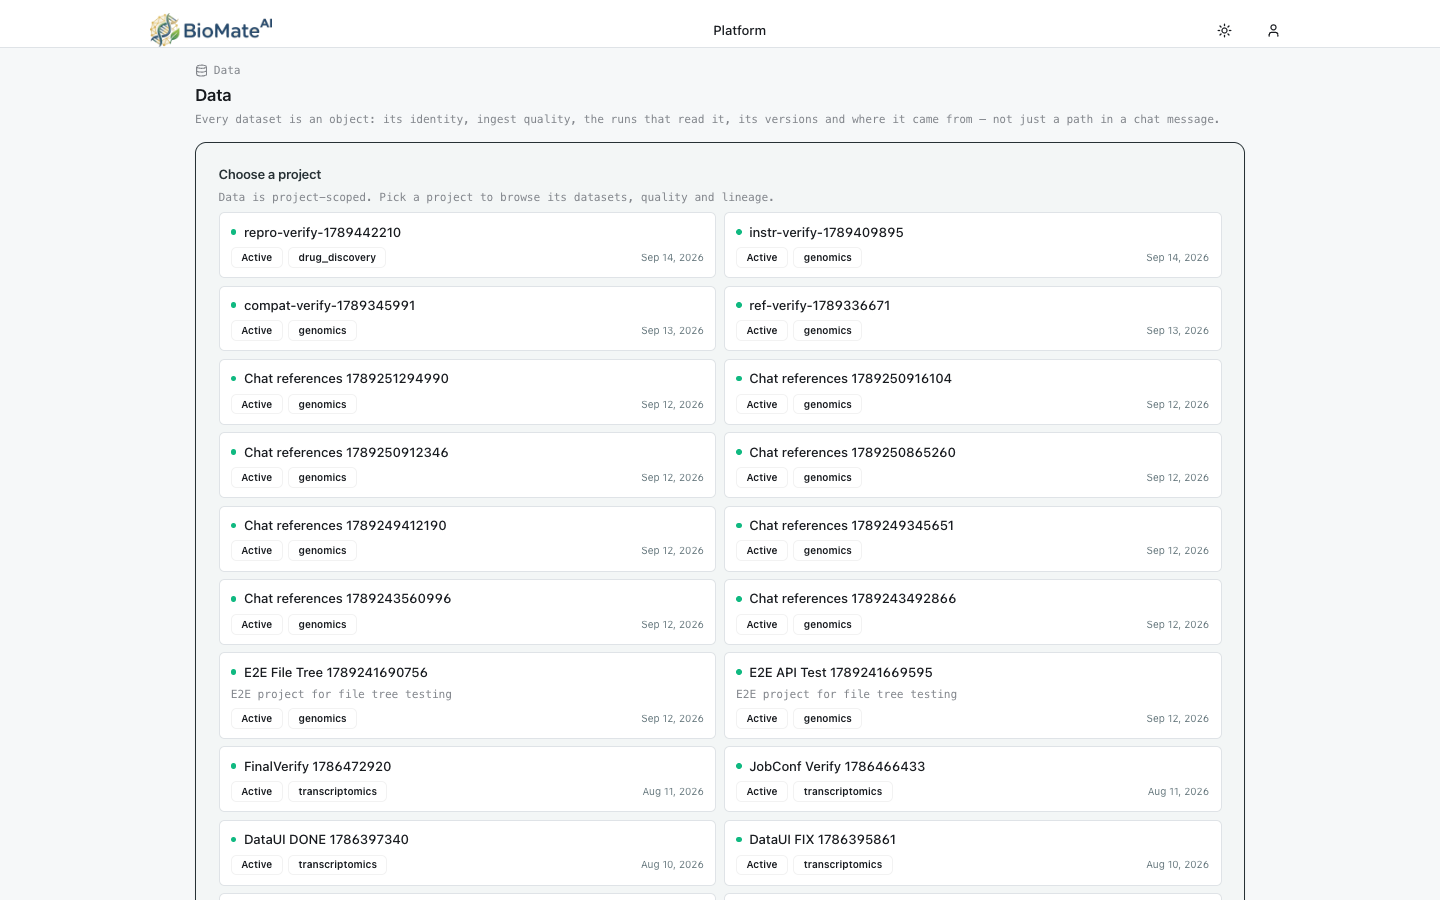 BioMateAI
Platform
Data
Data
Every dataset is an object: its identity, ingest quality, the runs that read it, its versions and where it came from — not just a path in a chat message.
Choose a project
Data is project-scoped. Pick a project to browse its datasets, quality and lineage.
repro-verify-1789442210
Active drug_discovery Sep 14, 2026
instr-verify-1789409895
Active genomics Sep 14, 2026
compat-verify-1789345991
Active genomics Sep 13, 2026
ref-verify-1789336671
Active genomics Sep 13, 2026
Chat references 1789251294990
Active genomics Sep 12, 2026
Chat references 1789250916104
Active genomics Sep 12, 2026
Chat references 1789250912346
Active genomics Sep 12, 2026
Chat references 1789250865260
Active genomics Sep 12, 2026
Chat references 1789249412190
Active genomics Sep 12, 2026
Chat references 1789249345651
Active genomics Sep 12, 2026
Chat references 1789243560996
Active genomics Sep 12, 2026
Chat references 1789243492866
Active genomics Sep 12, 2026
E2E File Tree 1789241690756
E2E project for file tree testing
Active genomics Sep 12, 2026
E2E API Test 1789241669595
E2E project for file tree testing
Active genomics Sep 12, 2026
FinalVerify 1786472920
Active transcriptomics Aug 11, 2026
JobConf Verify 1786466433
Active transcriptomics Aug 11, 2026
DataUI DONE 1786397340
Active transcriptomics Aug 10, 2026
DataUI FIX 1786395861
Active transcriptomics Aug 10, 2026